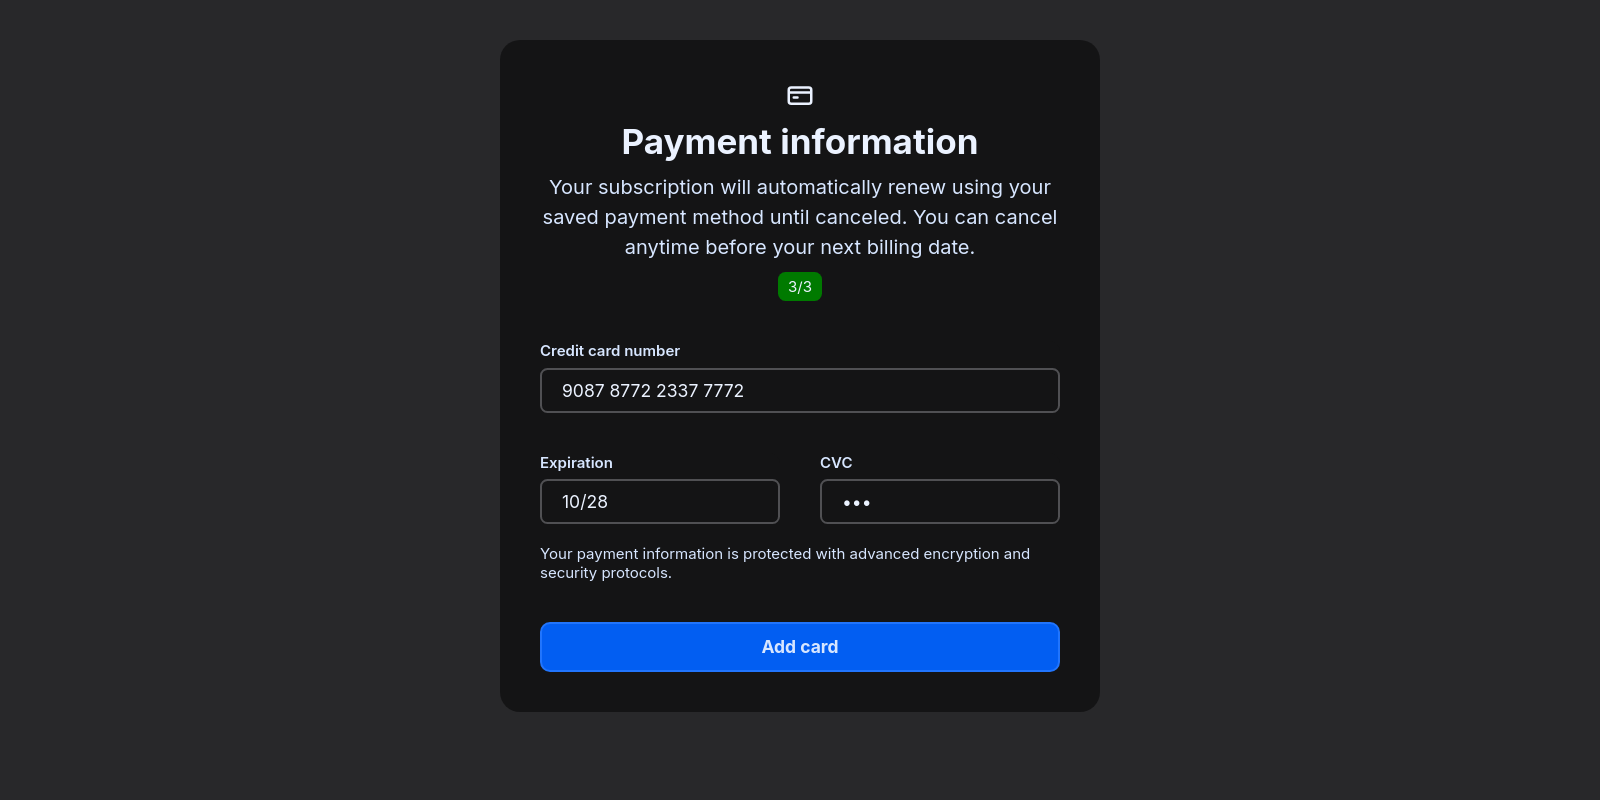 Payment information
Your subscription will automatically renew using your
saved payment method until canceled. You can cancel
anytime before your next billing date.
3/3
Credit card number
9087 8772 2337 7772
Expiration
CVC
10/28
•••
Your payment information is protected with advanced encryption and
security protocols.
Add card